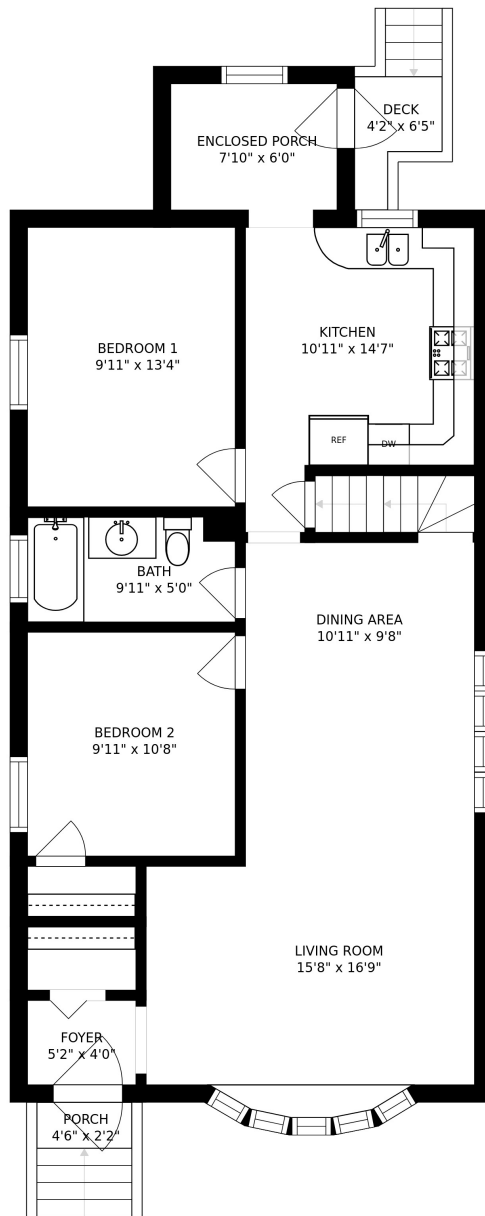 DECK
4'2" x 6'5"
ENCLOSED PORCH
7'10" x 6'0"
KITCHEN
10'11" x 14'7"
BEDROOM 1
9'11" x 13'4"
REF
DW
BATH
9'11" x 5'0"
DINING AREA
10'11" x 9'8"
BEDROOM 2
9'11" x 10'8"
LIVING ROOM
15'8" x 16'9"
FOYER
5'2" x 4'0"
PORCH
4'6" x 2'2"